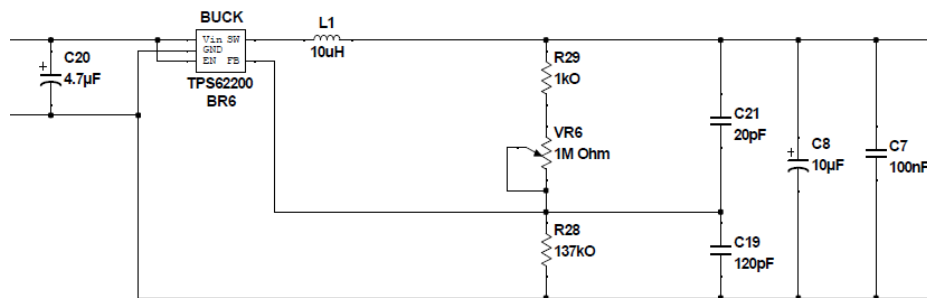 BUCK
Vin SW
GND
EN FB
TPS62200
BR6
L1
10uH
C20
4.7µF
+
R29
1kO
VR6
1M Ohm
R28
137kO
C21
20pF
C19
120pF
+
C8
10µF
C7
100nF